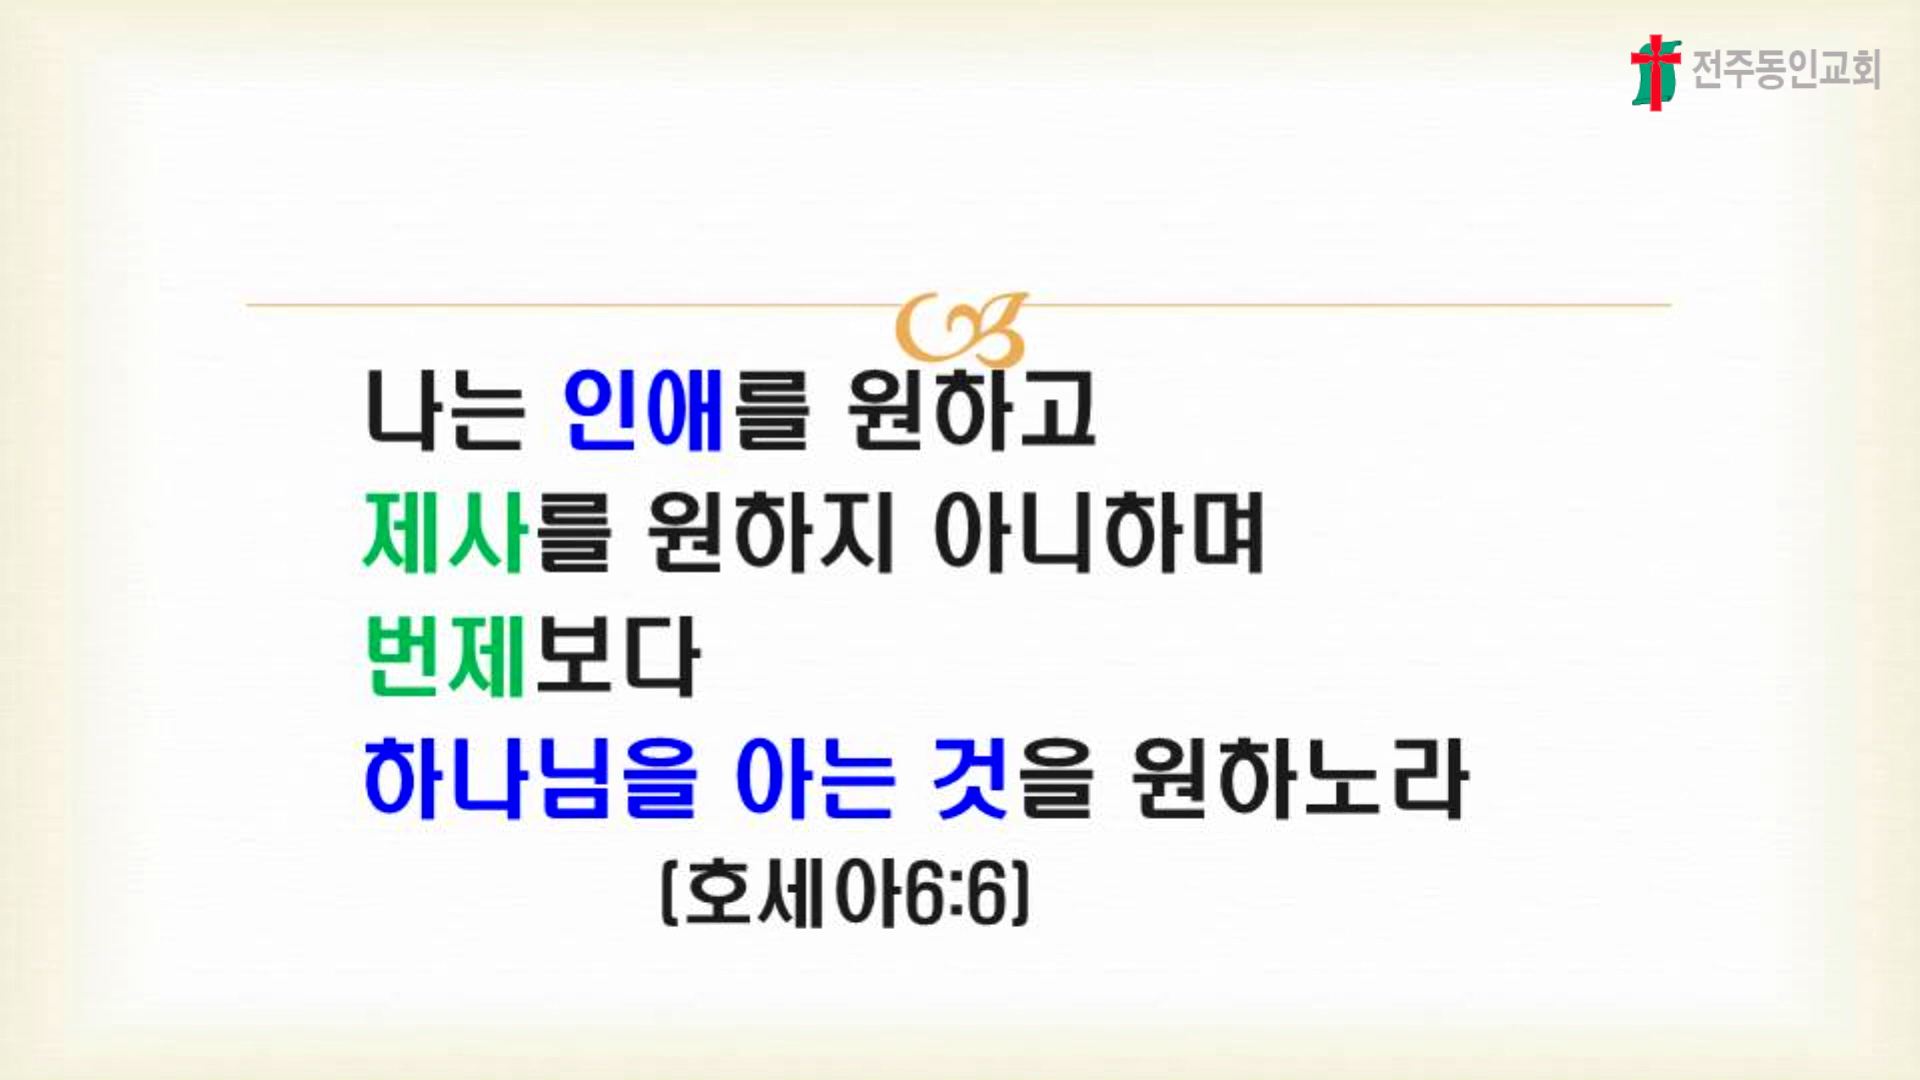 전주동인교회
나는 인애를 원하고
제사를 원하지 아니하며
번제보다
하나님을 아는 것을 원하노라
(호세아6:6)